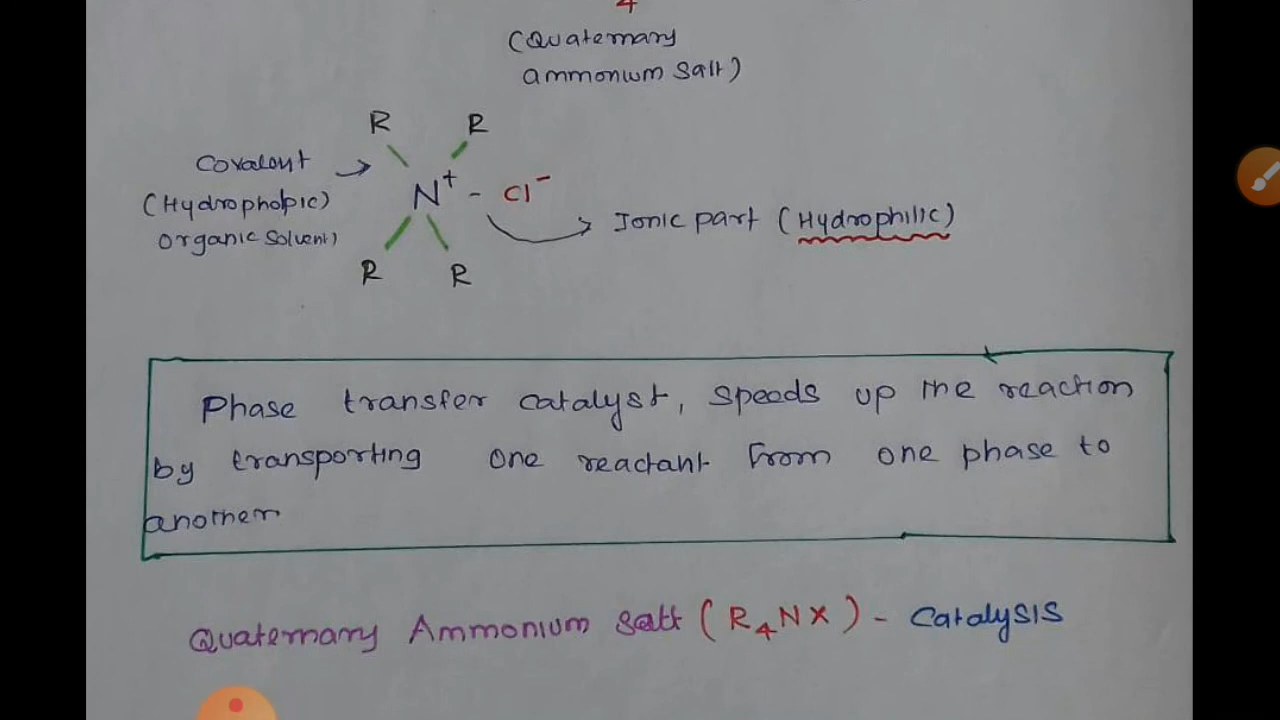 4
(Quaternary
ammonium salt)
R R
Covalent
(Hydrophobic)
Organic Solvent)
N+ - Cl-
Ionic part (Hydrophilic)
R R
Phase transfer catalyst, speeds up the reaction
by transporting one reactant from one phase to
another
Quaternary Ammonium salt (R4NX) - Catalysis